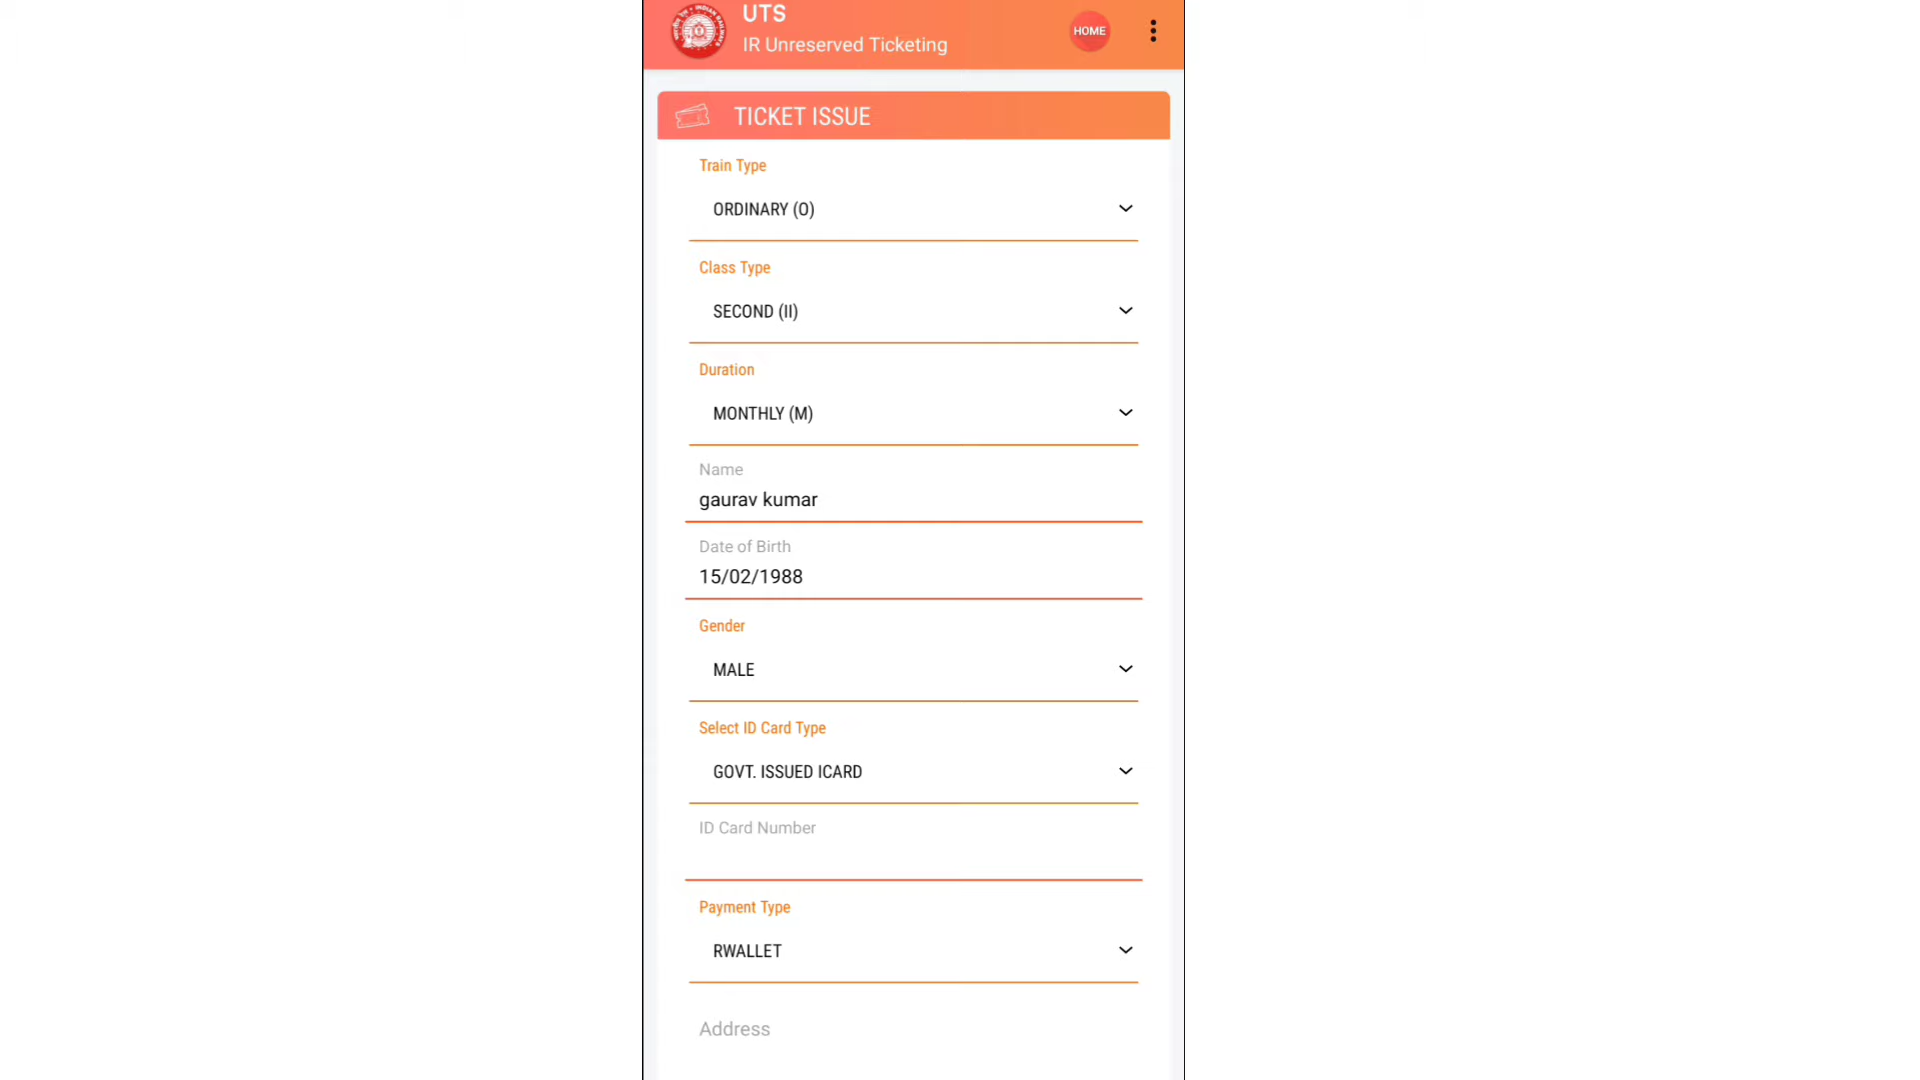 UTS
IR Unreserved Ticketing
HOME
TICKET ISSUE
Train Type
ORDINARY (O)
Class Type
SECOND (II)
Duration
MONTHLY (M)
Name
gaurav kumar
Date of Birth
15/02/1988
Gender
MALE
Select ID Card Type
GOVT. ISSUED ICARD
ID Card Number
Payment Type
RWALLET
Address